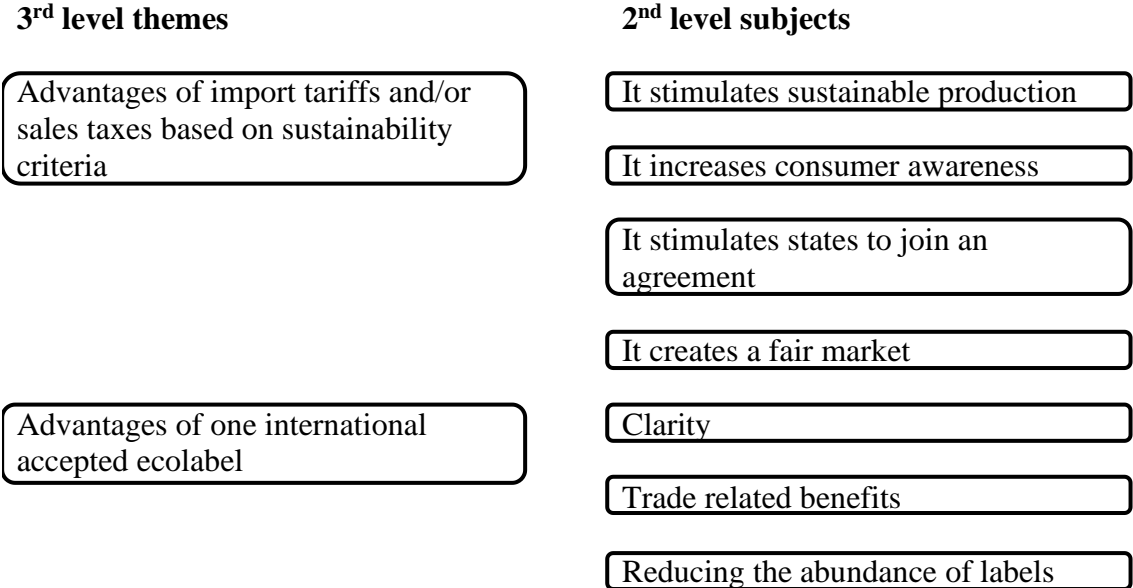 3rd level themes
2nd level subjects
Advantages of import tariffs and/or
sales taxes based on sustainability
criteria
It stimulates sustainable production
It increases consumer awareness
It stimulates states to join an
agreement
It creates a fair market
Advantages of one international
accepted ecolabel
Clarity
Trade related benefits
Reducing the abundance of labels